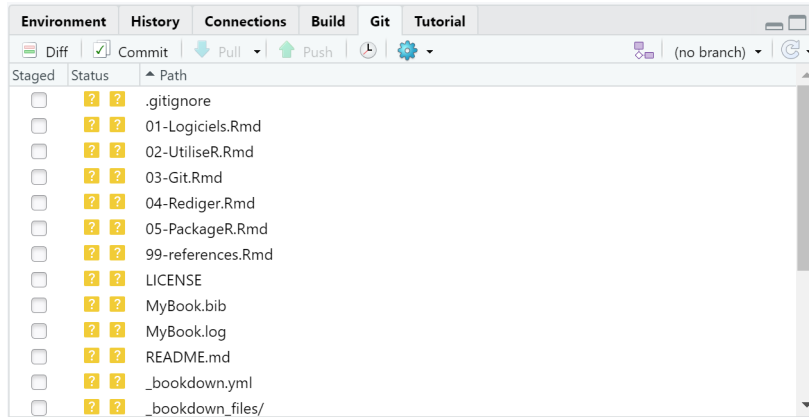 Environment History Connections Build Git Tutorial
Diff Commit Pull Push (no branch)
Staged Status Path
? ? .gitignore
? ? 01-Logiciels.Rmd
? ? 02-UtiliseR.Rmd
? ? 03-Git.Rmd
? ? 04-Rediger.Rmd
? ? 05-PackageR.Rmd
? ? 99-references.Rmd
? ? LICENSE
? ? MyBook.bib
? ? MyBook.log
? ? README.md
? ? _bookdown.yml
? ? _bookdown_files/